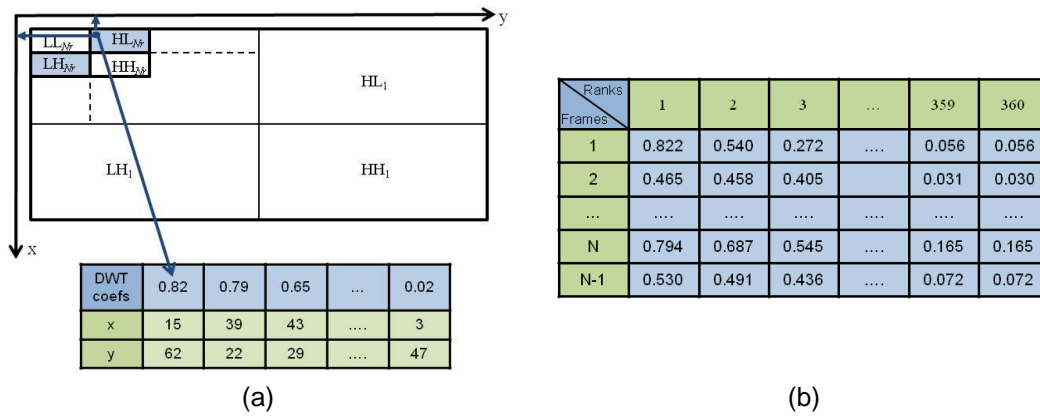 y
LL_Nr HL_Nr
LH_Nr HH_Nr
HL₁
LH₁ HH₁
x
DWT coefs 0.82 0.79 0.65 ... 0.02
x 15 39 43 .... 3
y 62 22 29 .... 47
(a)
Ranks
Frames 1 2 3 ... 359 360
1 0.822 0.540 0.272 .... 0.056 0.056
2 0.465 0.458 0.405 0.031 0.030
... .... .... .... .... .... ....
N 0.794 0.687 0.545 .... 0.165 0.165
N-1 0.530 0.491 0.436 .... 0.072 0.072
(b)